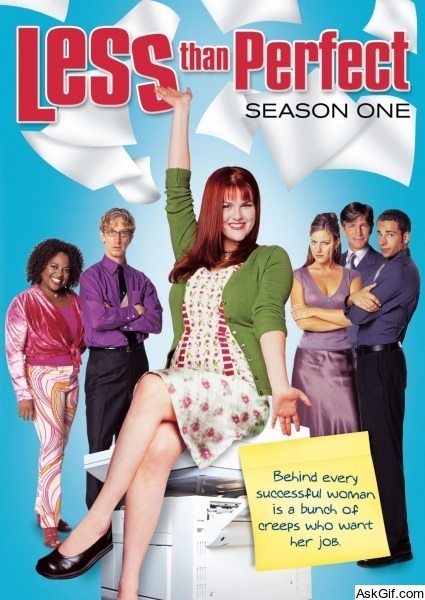 Less than Perfect
SEASON ONE
Behind every
successful woman
is a bunch of
creeps who want
her job.
AskGif.com